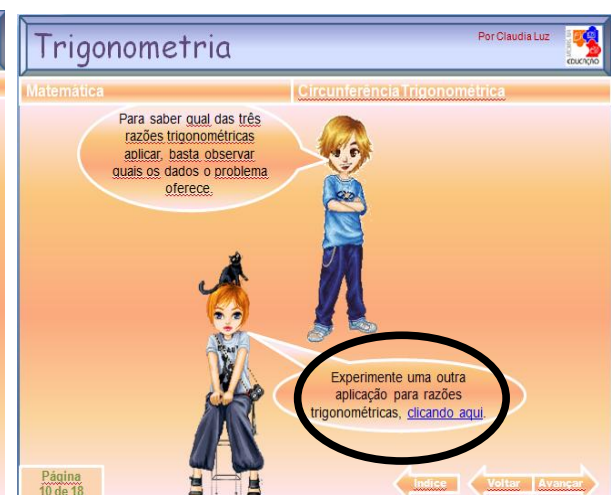 Trigonometria
Por Claudia Luz
EDUCAÇÃO
Matemática
Circunferência Trigonométrica
Para saber qual das três
razões trigonométricas
aplicar, basta observar
quais os dados o problema
oferece.
Experimente uma outra
aplicação para razões
trigonométricas, clicando aqui.
Página
10 de 18
Índice
Voltar
Avançar